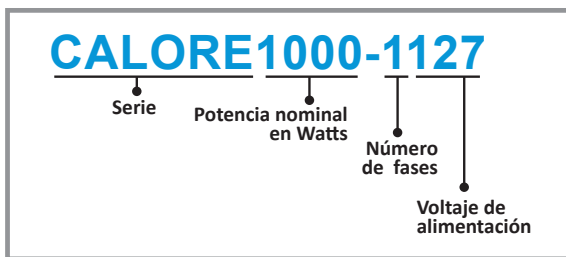 CALORE1000-1127
Serie
Potencia nominal
en Watts
Número
de fases
Voltaje de
alimentación